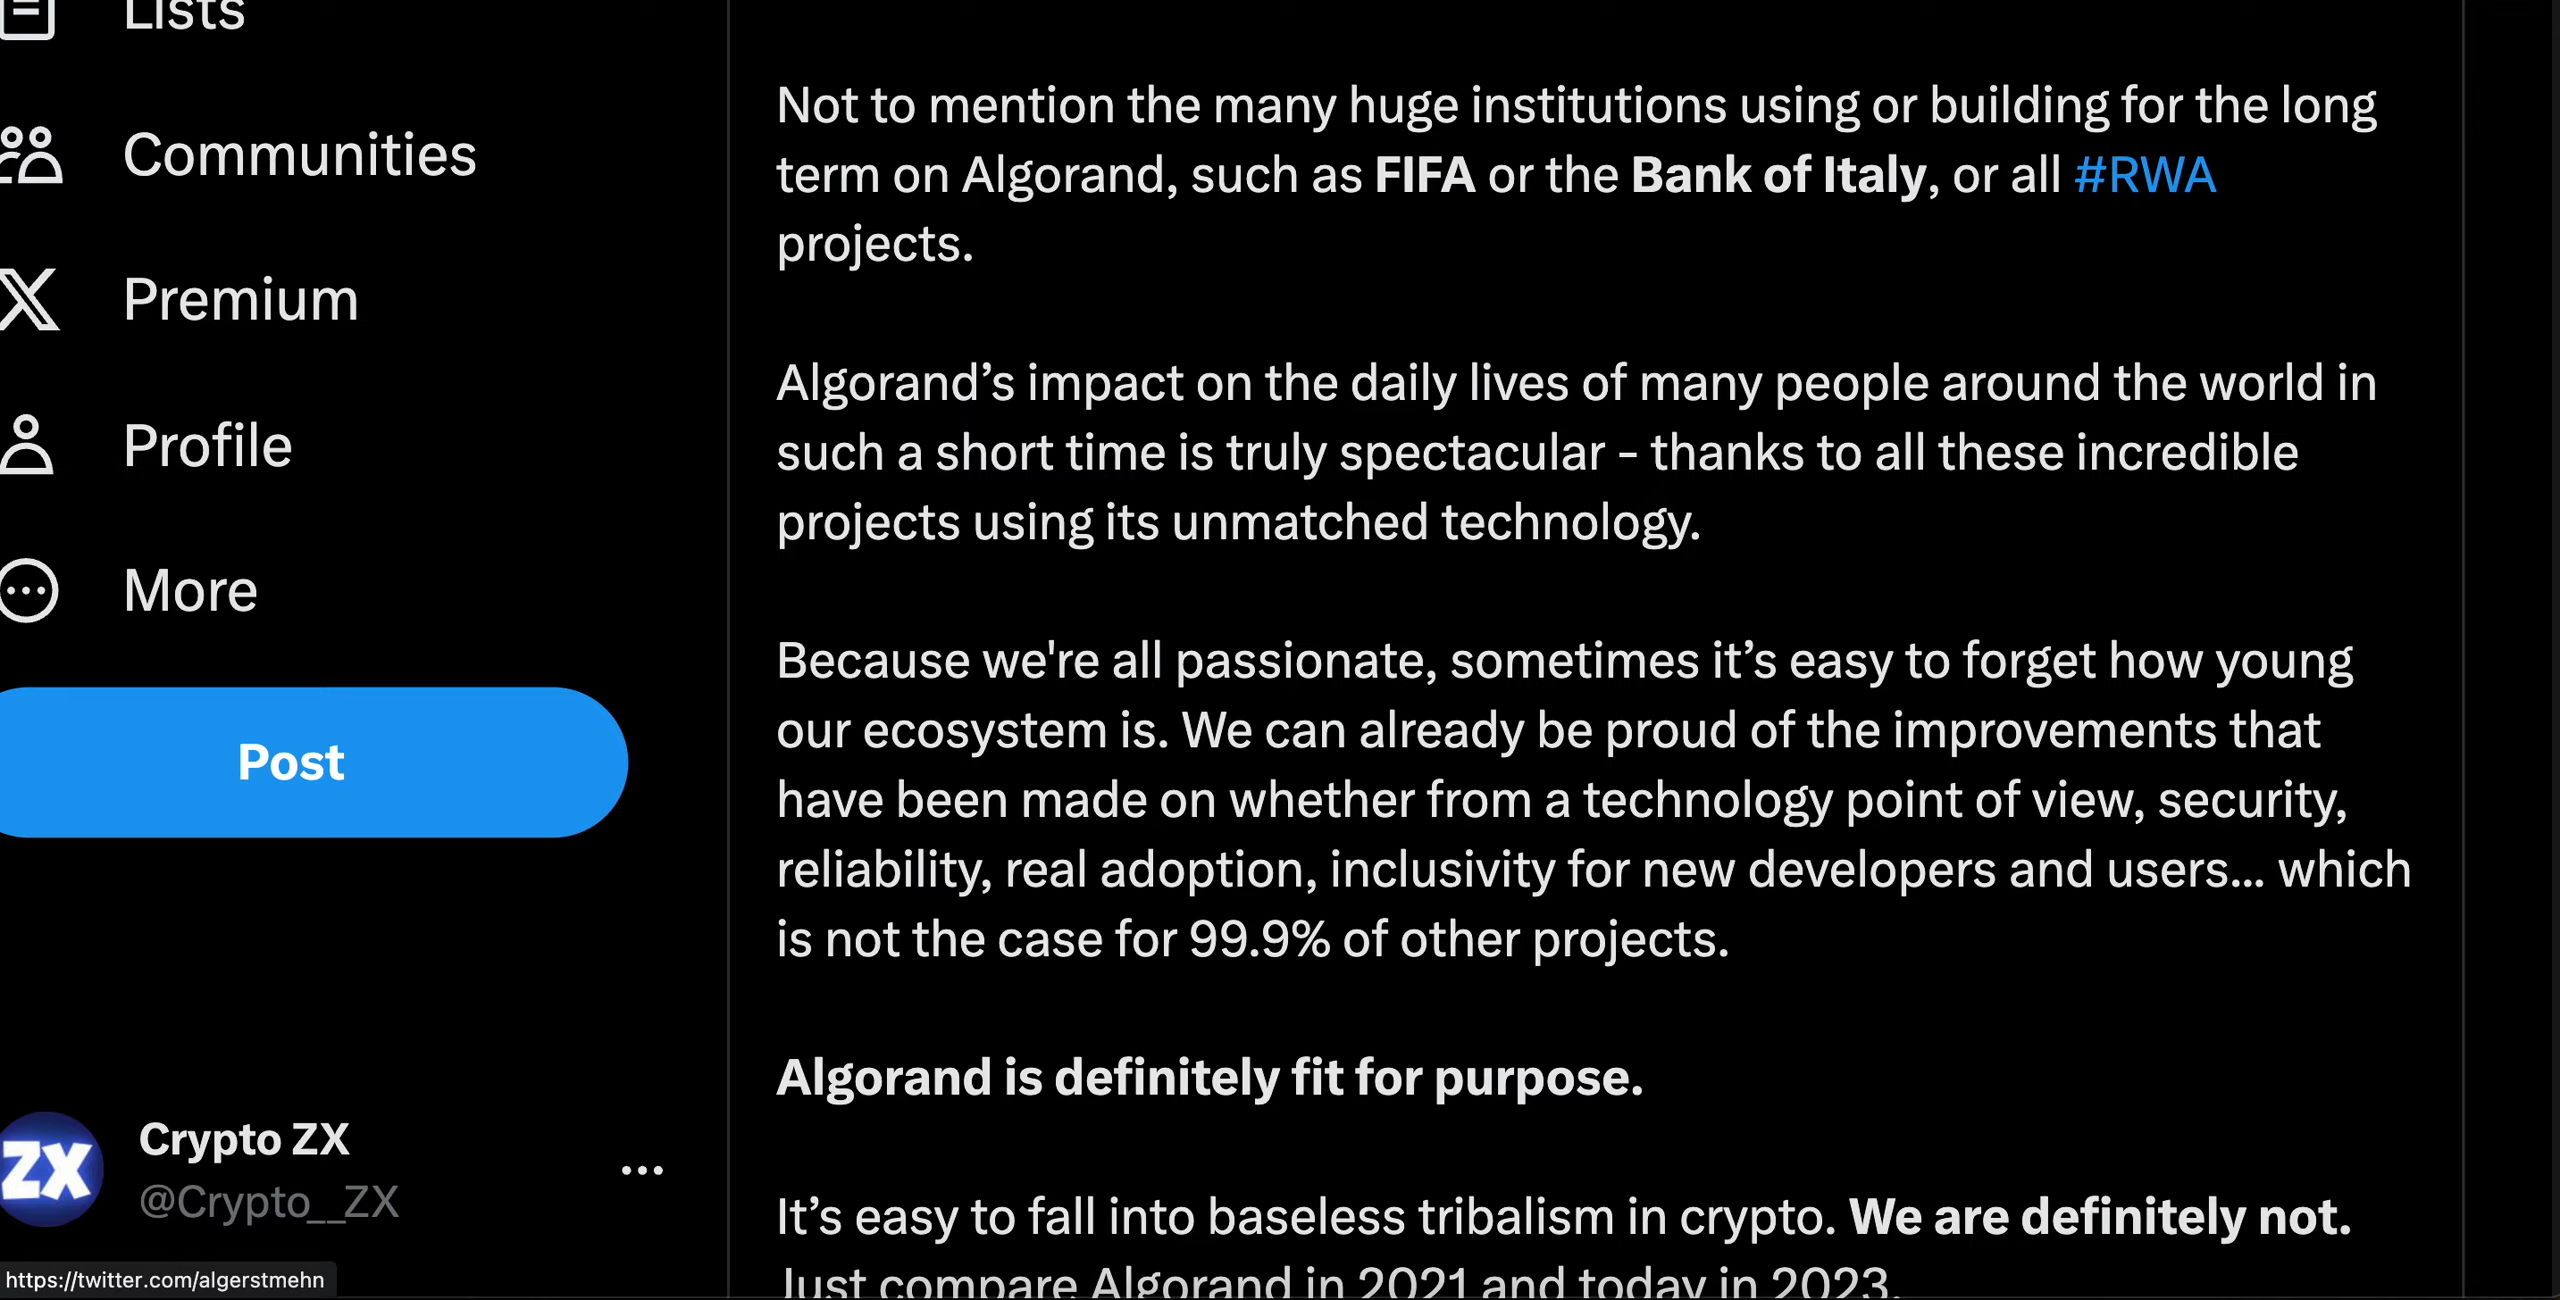 Lists
Communities
Premium
Profile
More
Post
ZX
Crypto ZX
@Crypto__ZX
https://twitter.com/algerstmehn
Not to mention the many huge institutions using or building for the long
term on Algorand, such as FIFA or the Bank of Italy, or all #RWA
projects.
Algorand’s impact on the daily lives of many people around the world in
such a short time is truly spectacular - thanks to all these incredible
projects using its unmatched technology.
Because we're all passionate, sometimes it’s easy to forget how young
our ecosystem is. We can already be proud of the improvements that
have been made on whether from a technology point of view, security,
reliability, real adoption, inclusivity for new developers and users... which
is not the case for 99.9% of other projects.
Algorand is definitely fit for purpose.
It’s easy to fall into baseless tribalism in crypto. We are definitely not.
Just compare Algorand in 2021 and today in 2023.